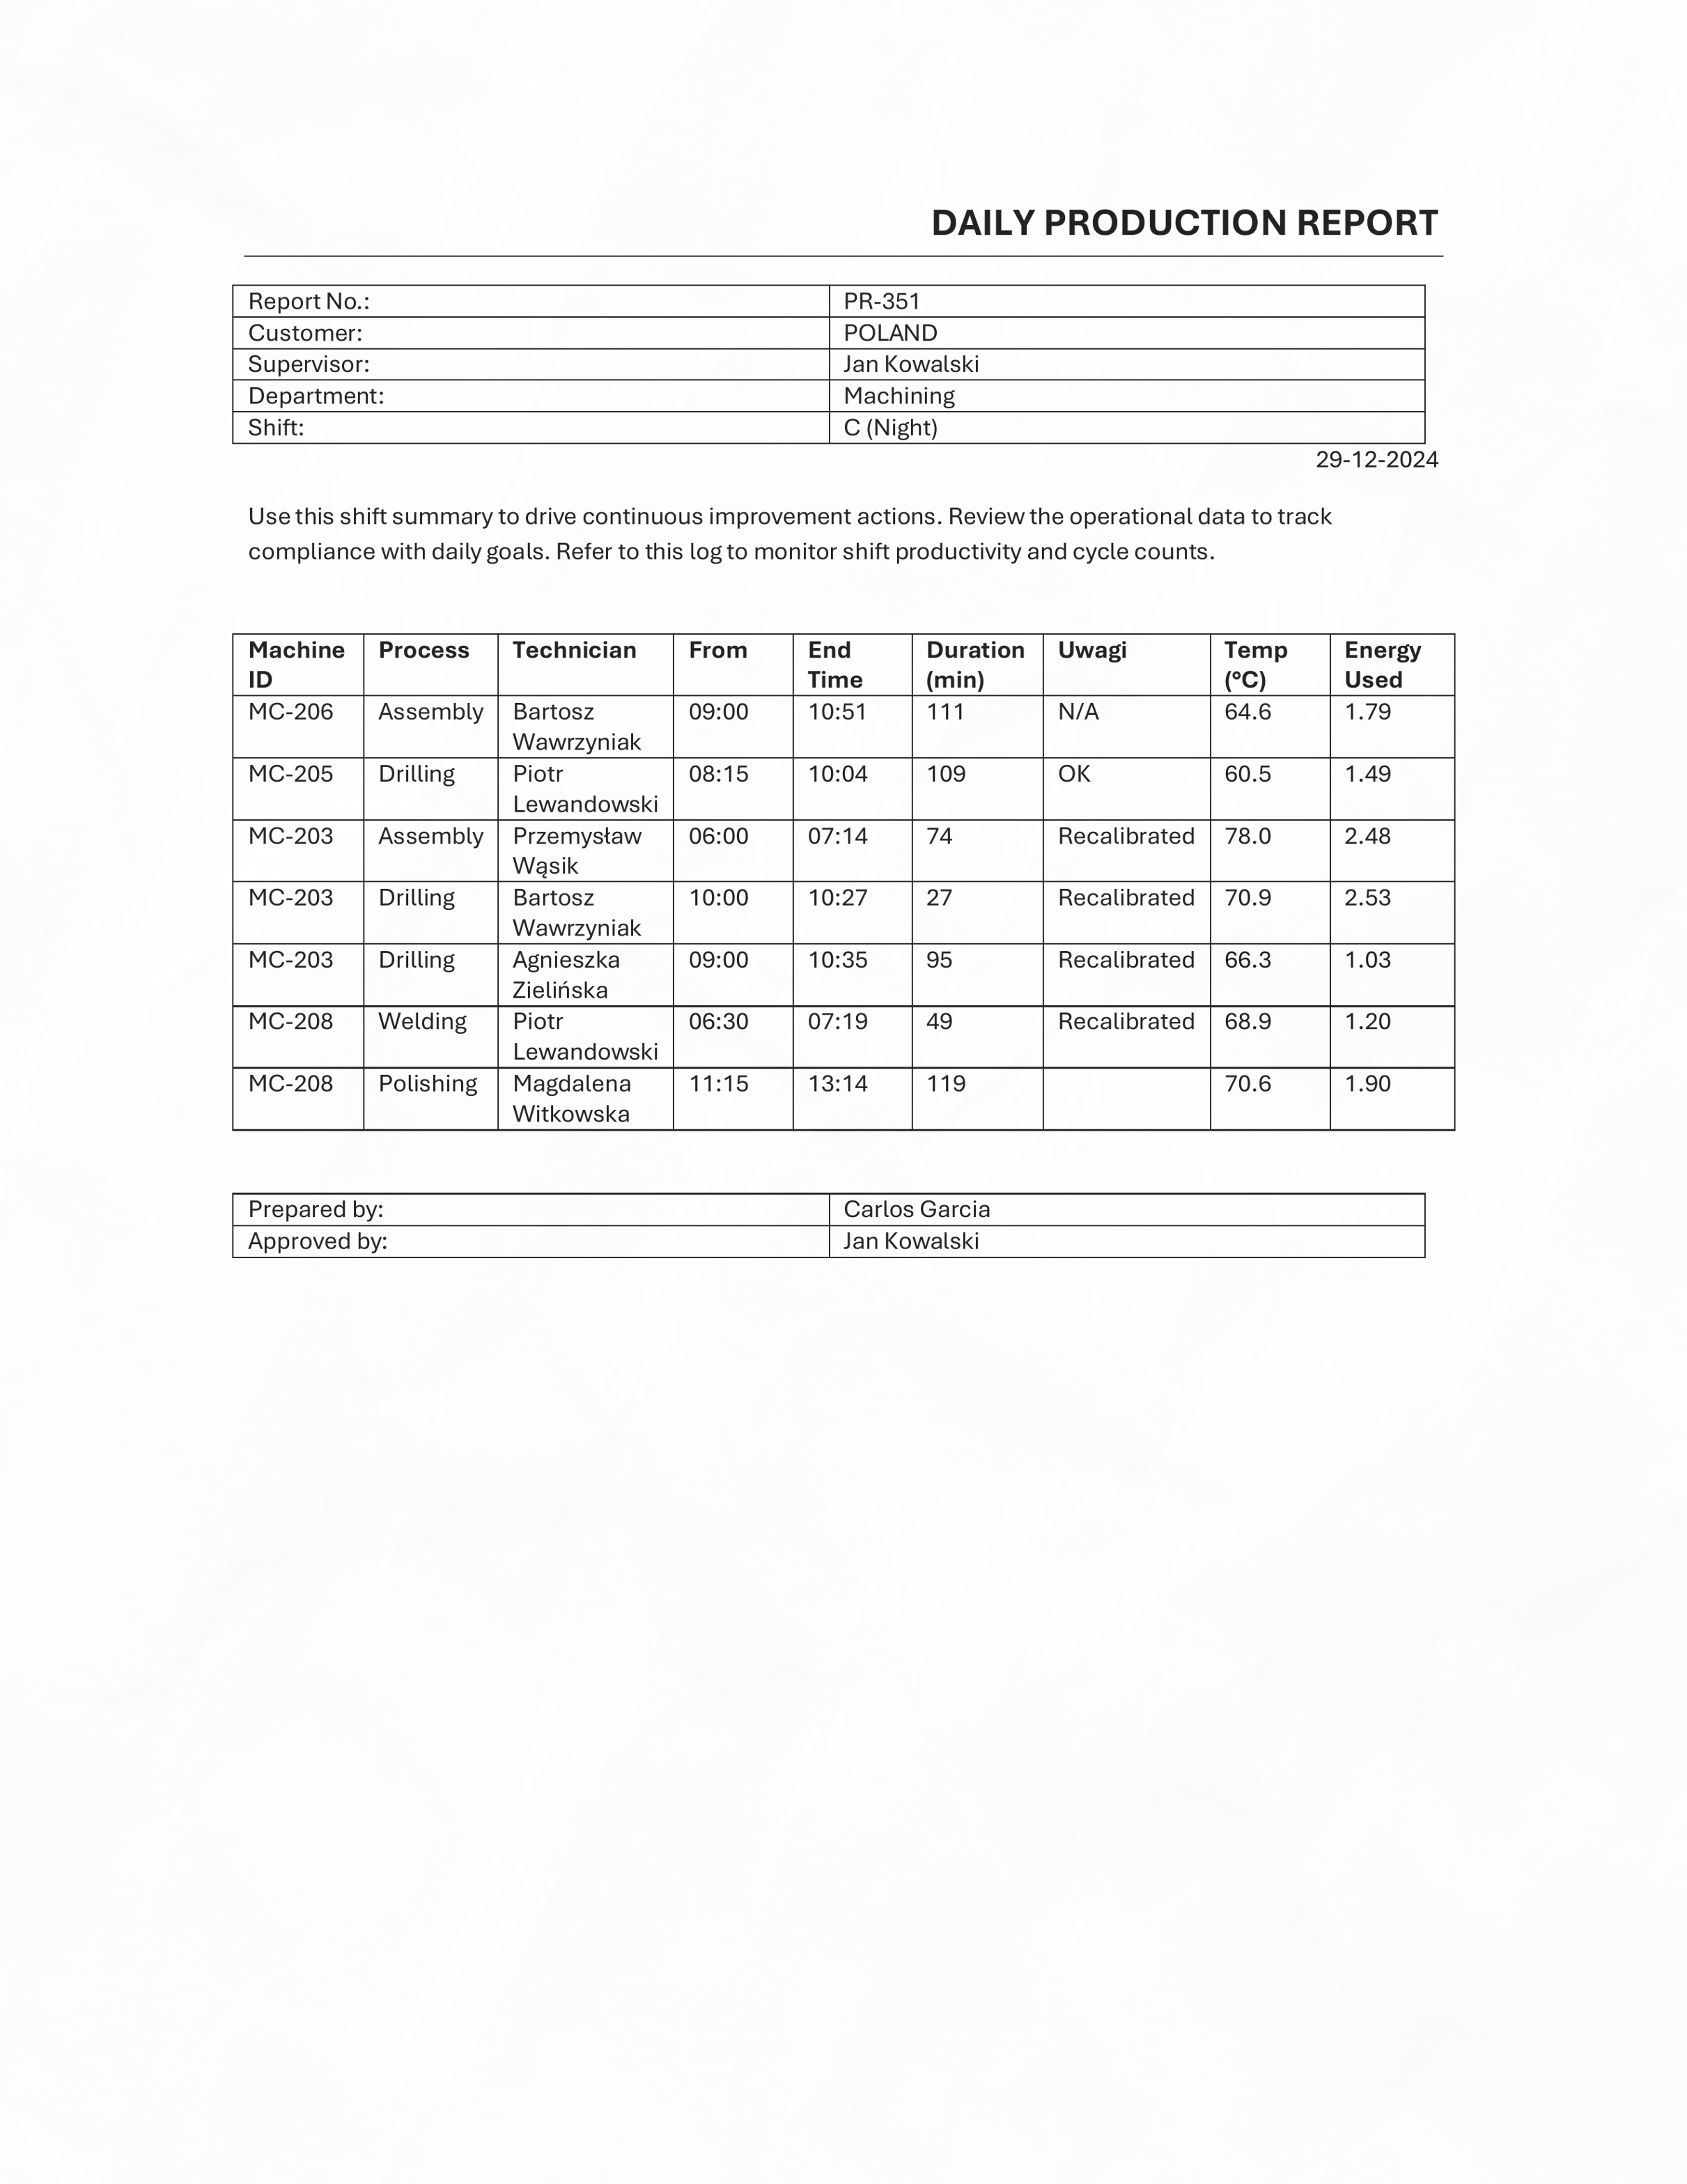 DAILY PRODUCTION REPORT
Report No.: PR-351
Customer: POLAND
Supervisor: Jan Kowalski
Department: Machining
Shift: C (Night)
29-12-2024
Use this shift summary to drive continuous improvement actions. Review the operational data to track
compliance with daily goals. Refer to this log to monitor shift productivity and cycle counts.
Machine Process Technician From End Duration Uwagi Temp Energy
ID Time (min) (°C) Used
MC-206 Assembly Bartosz 09:00 10:51 111 N/A 64.6 1.79
Wawrzyniak
MC-205 Drilling Piotr 08:15 10:04 109 OK 60.5 1.49
Lewandowski
MC-203 Assembly Przemysław 06:00 07:14 74 Recalibrated 78.0 2.48
Wąsik
MC-203 Drilling Bartosz 10:00 10:27 27 Recalibrated 70.9 2.53
Wawrzyniak
MC-203 Drilling Agnieszka 09:00 10:35 95 Recalibrated 66.3 1.03
Zielińska
MC-208 Welding Piotr 06:30 07:19 49 Recalibrated 68.9 1.20
Lewandowski
MC-208 Polishing Magdalena 11:15 13:14 119 70.6 1.90
Witkowska
Prepared by: Carlos Garcia
Approved by: Jan Kowalski